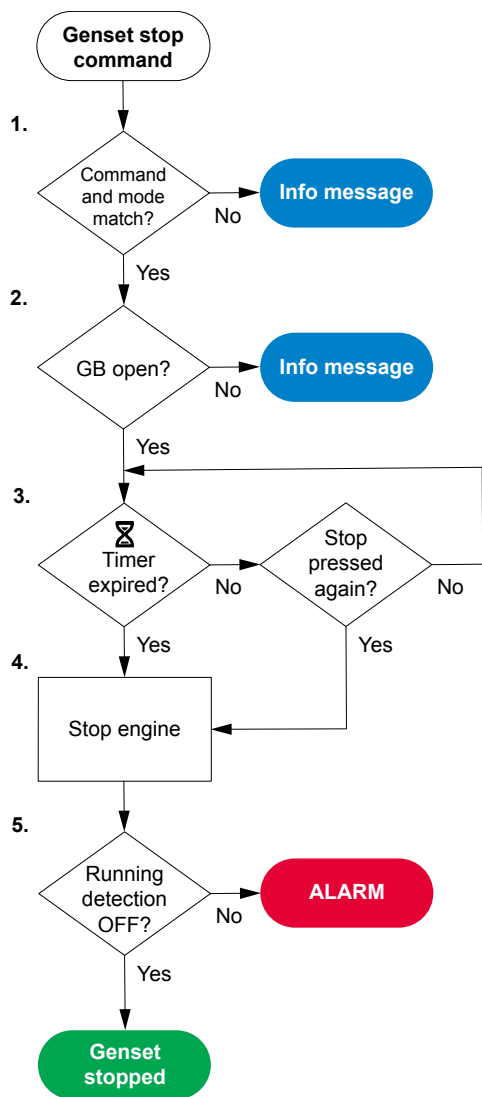 Genset stop
command
1.
Command
and mode
match?
No
Info message
Yes
2.
GB open?
No
Info message
Yes
3.
Timer
expired?
No
Stop
pressed
again?
No
Yes
Yes
4.
Stop engine
5.
Running
detection
OFF?
No
ALARM
Yes
Genset
stopped